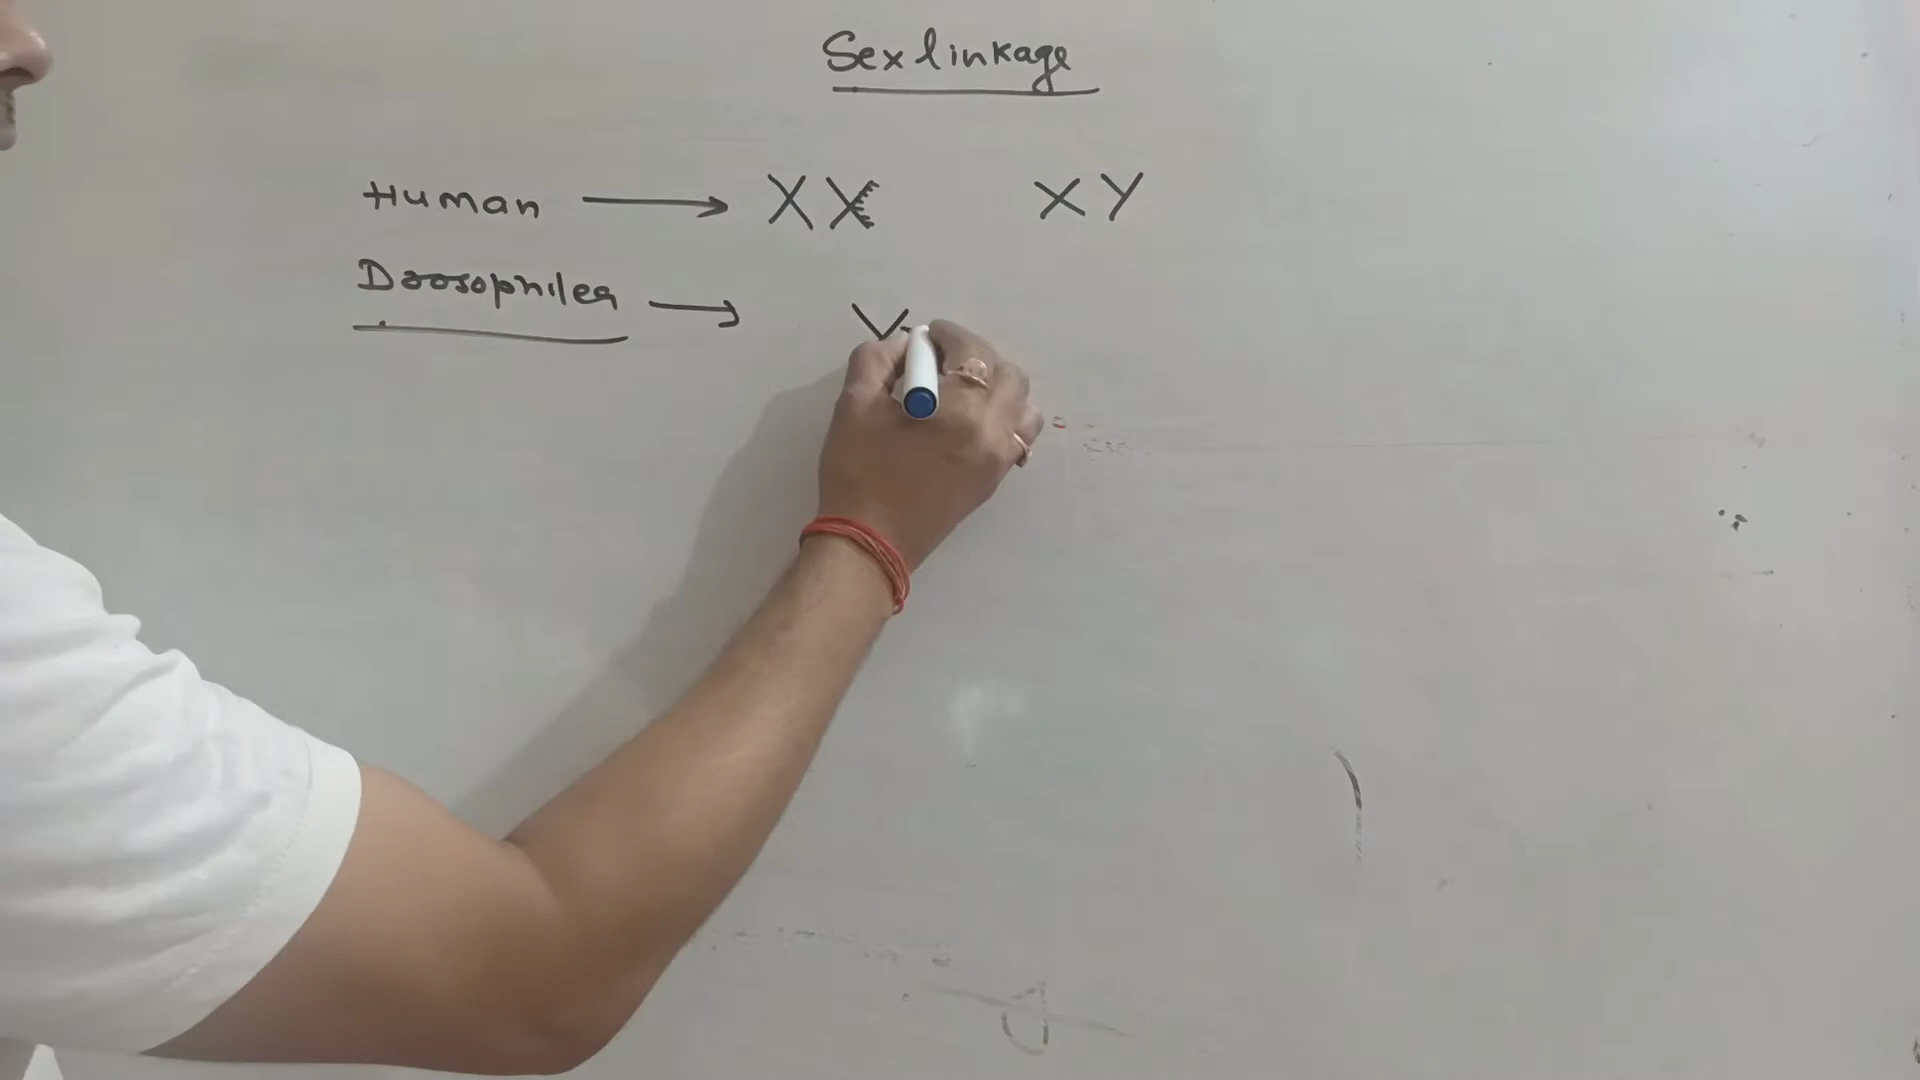 Sex linkage
Human → XX XY
Drosophila →